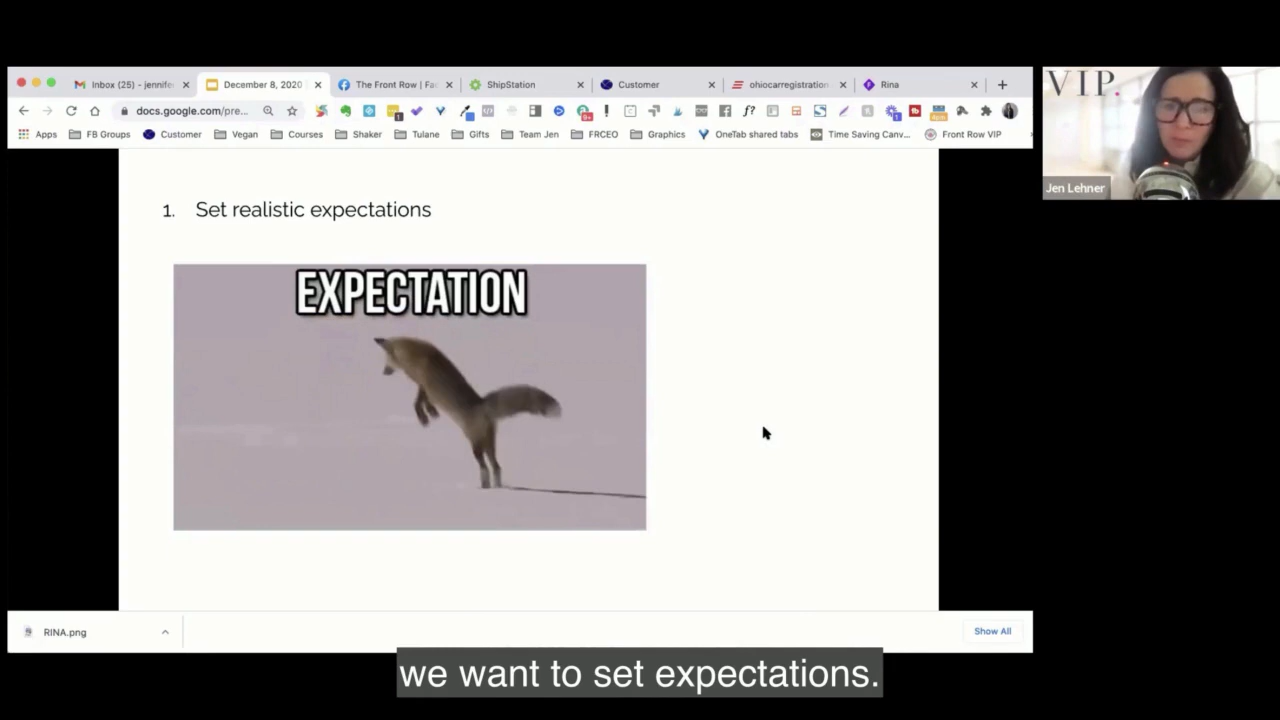 Inbox (25) - jennife
December 8, 2020
The Front Row | Fac
ShipStation
Customer
ohiocarregistration
Rina
docs.google.com/pre...
Apps
FB Groups
Customer
Vegan
Courses
Shaker
Tulane
Gifts
Team Jen
FRCEO
Graphics
OneTab shared tabs
Time Saving Canv...
Front Row VIP
VIP.
Jen Lehner
1. Set realistic expectations
EXPECTATION
RINA.png
Show All
we want to set expectations.